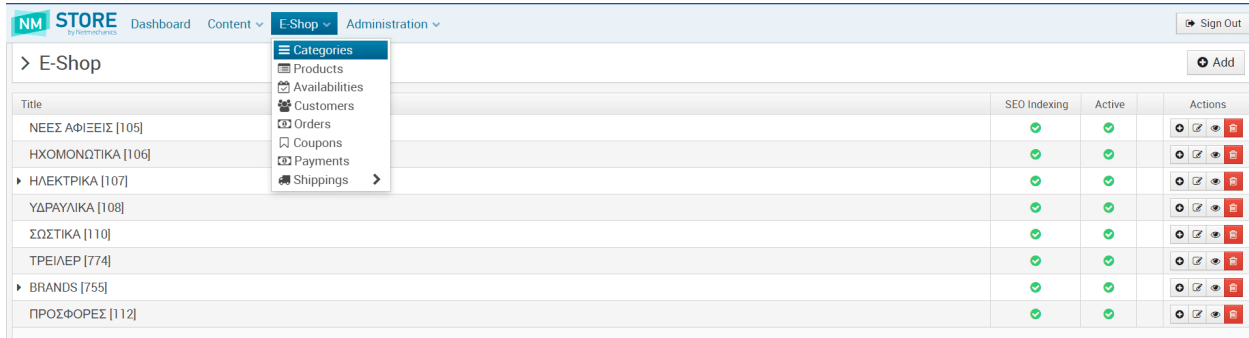 NM STORE by Netmechanics Dashboard Content E-Shop Administration Sign Out
Categories
> E-Shop Add
Products
Availabilities
Customers
Orders
Coupons
Payments
Shippings
Title SEO Indexing Active Actions
ΝΕΕΣ ΑΦΙΞΕΙΣ [105]
ΗΧΟΜΟΝΩΤΙΚΑ [106]
ΗΛΕΚΤΡΙΚΑ [107]
ΥΔΡΑΥΛΙΚΑ [108]
ΣΩΣΤΙΚΑ [110]
ΤΡΕΙΛΕΡ [774]
BRANDS [755]
ΠΡΟΣΦΟΡΕΣ [112]